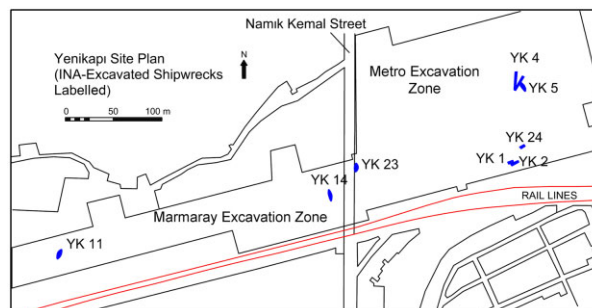 Namık Kemal Street
Yenikapı Site Plan
(INA-Excavated Shipwrecks
Labelled)
N
0 50 100 m
Metro Excavation
Zone
YK 4
YK 5
YK 24
YK 1
YK 2
YK 23
YK 14
Marmaray Excavation Zone
RAIL LINES
YK 11